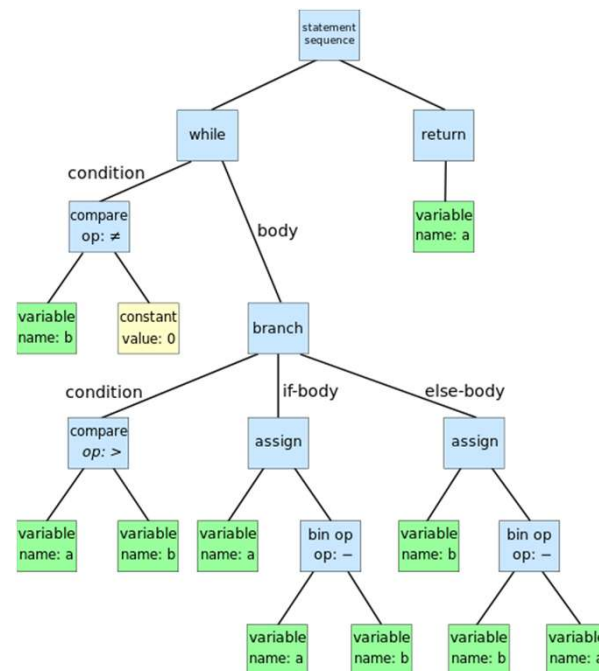 statement
sequence
while
return
condition
body
compare
op: ≠
variable
name: a
variable
name: b
constant
value: 0
branch
condition
if-body
else-body
compare
op: >
assign
assign
variable
name: a
variable
name: b
variable
name: a
bin op
op: −
variable
name: b
bin op
op: −
variable
name: a
variable
name: b
variable
name: b
variable
name: a